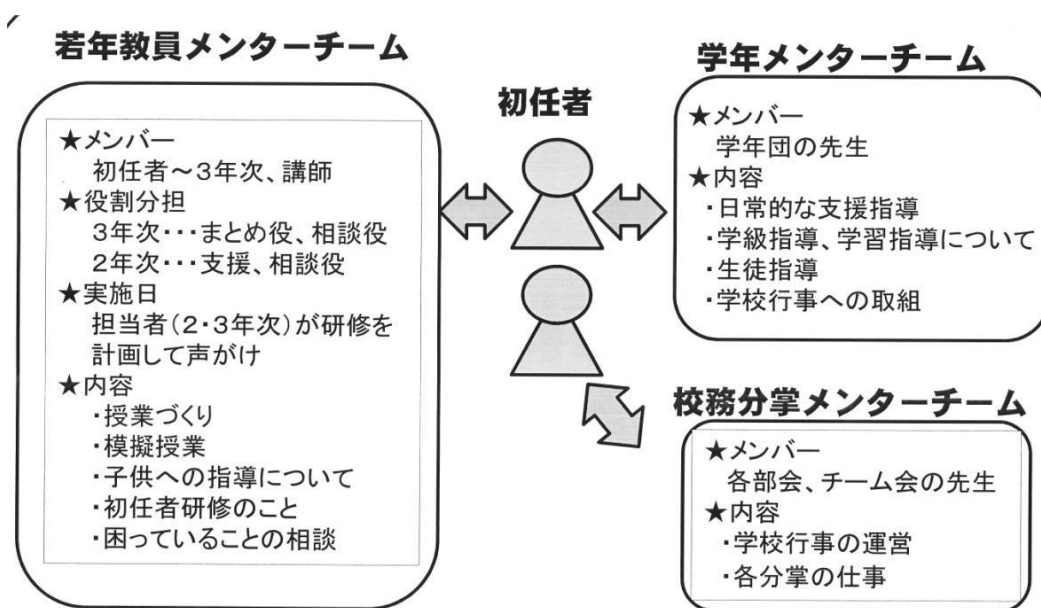 若年教員メンターチーム
★メンバー
初任者～3年次、講師
★役割分担
3年次・・・まとめ役、相談役
2年次・・・支援、相談役
★実施日
担当者(2・3年次)が研修を
計画して声がけ
★内容
・授業づくり
・模擬授業
・子供への指導について
・初任者研修のこと
・困っていることの相談
初任者
学年メンターチーム
★メンバー
学年団の先生
★内容
・日常的な支援指導
・学級指導、学習指導について
・生徒指導
・学校行事への取組
校務分掌メンターチーム
★メンバー
各部会、チーム会の先生
★内容
・学校行事の運営
・各分掌の仕事